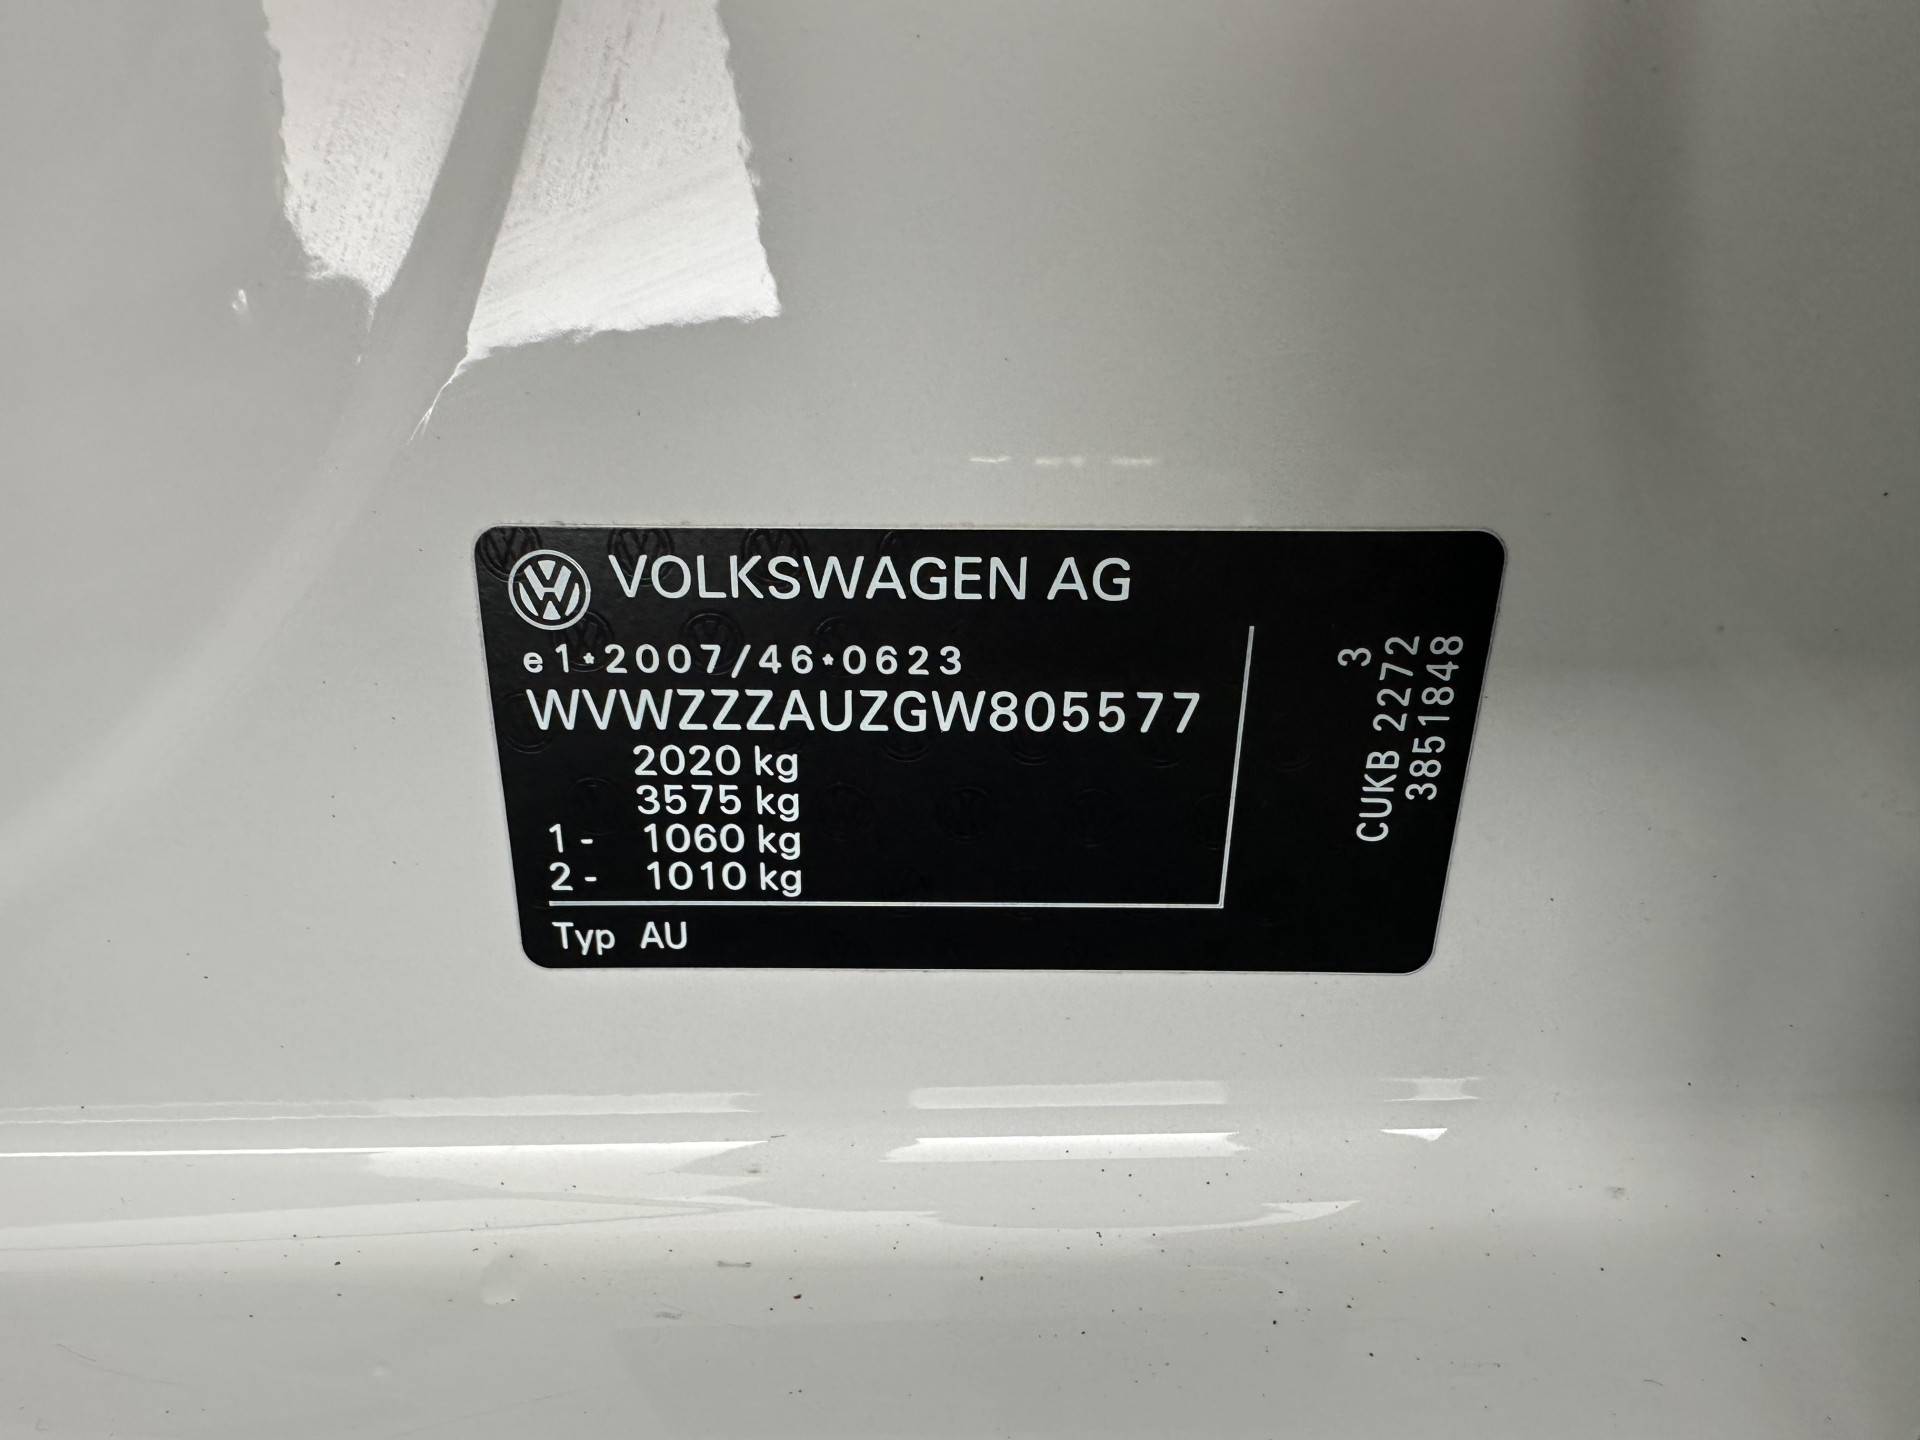 VOLKSWAGEN AG
e1*2007/46*0623
WVWZZZAUZGW805577
2020 kg
3575 kg
1- 1060 kg
2- 1010 kg
Typ AU
3
CUKB 2272
3851848